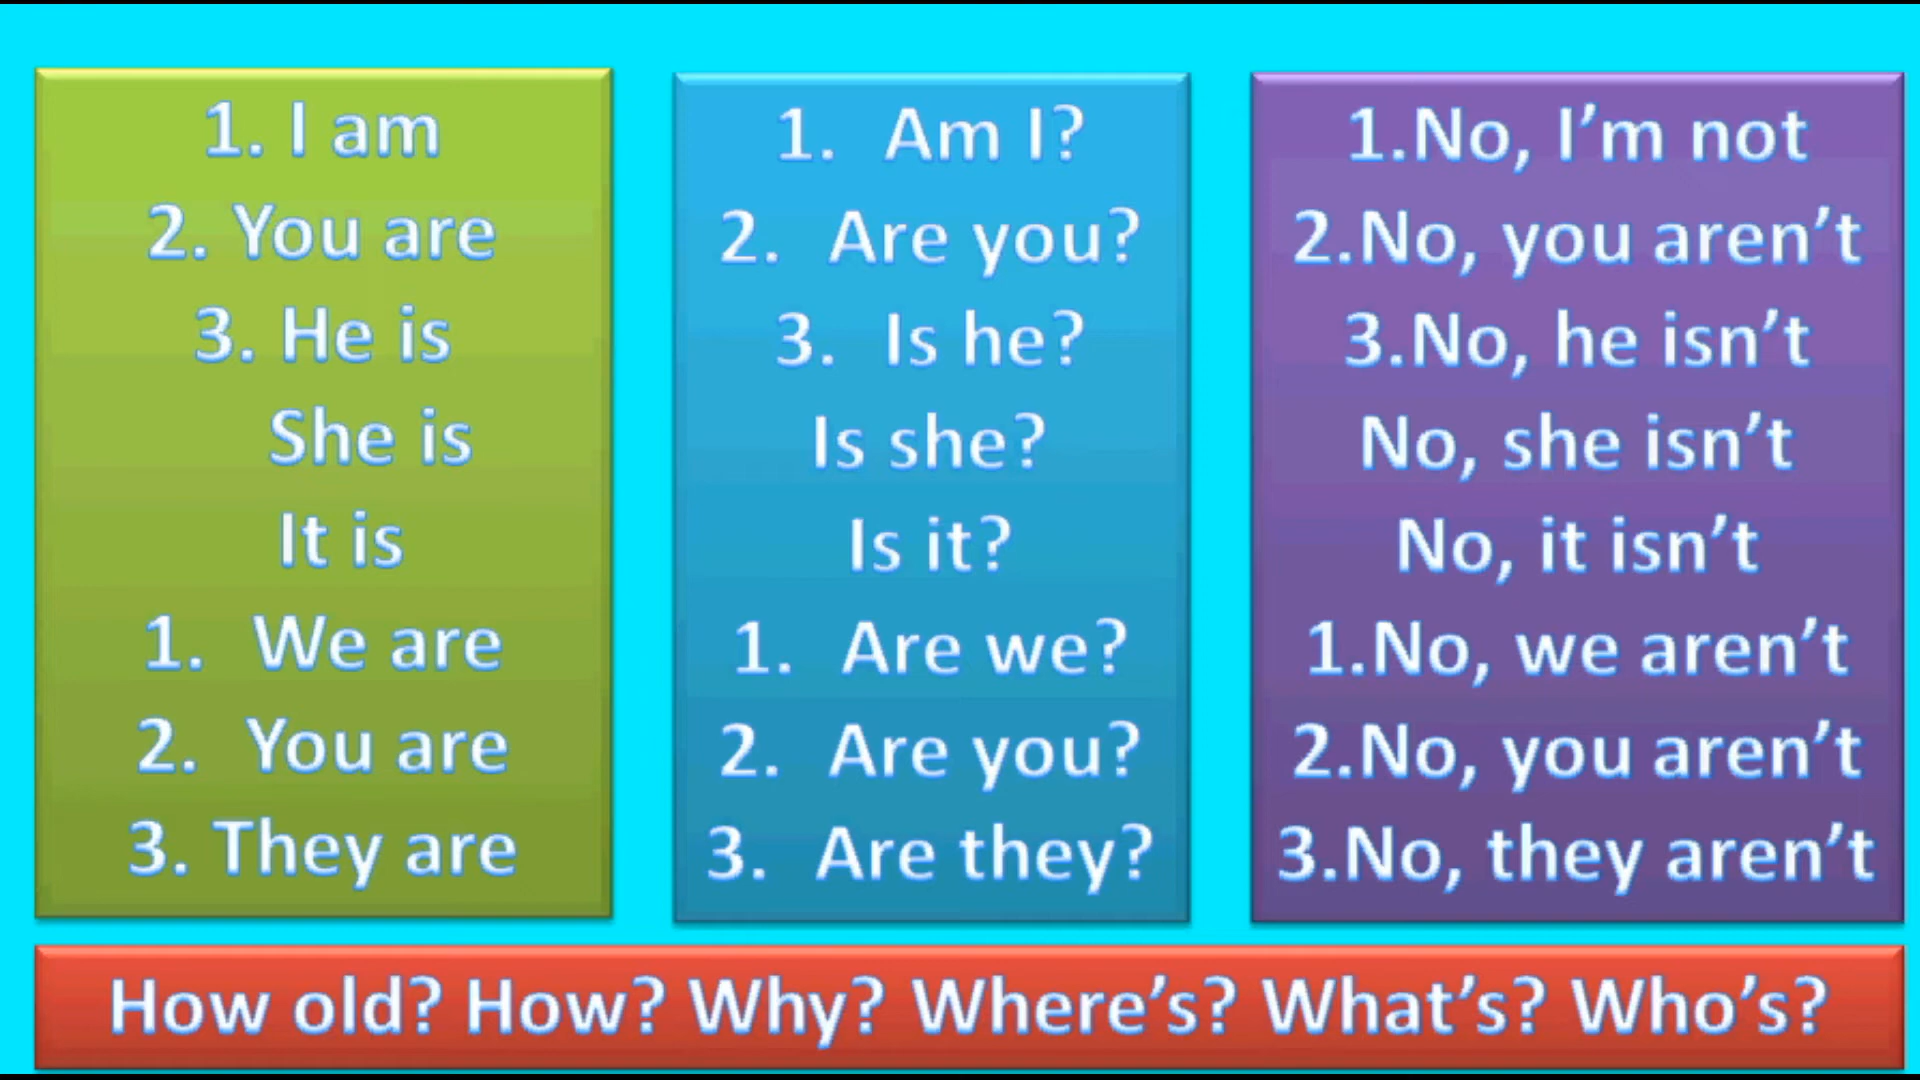 1. I am
2. You are
3. He is
She is
It is
1. We are
2. You are
3. They are
1. Am I?
2. Are you?
3. Is he?
Is she?
Is it?
1. Are we?
2. Are you?
3. Are they?
1.No, I’m not
2.No, you aren’t
3.No, he isn’t
No, she isn’t
No, it isn’t
1.No, we aren’t
2.No, you aren’t
3.No, they aren’t
How old? How? Why? Where’s? What’s? Who’s?